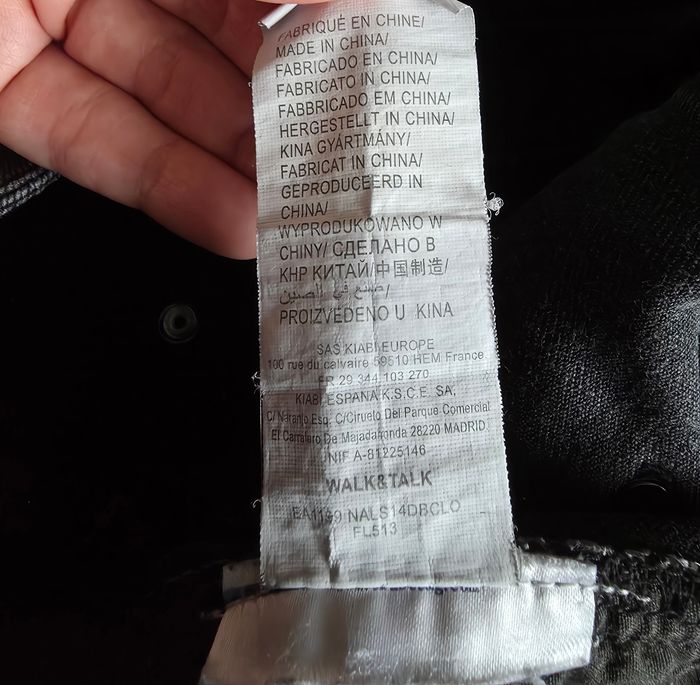 FABRIQUÉ EN CHINE/
MADE IN CHINA/
FABRICADO EN CHINA/
FABRICATO IN CHINA/
FABBRICADO EM CHINA/
HERGESTELLT IN CHINA/
KINA GYÁRTMÁNY/
FABRICAT IN CHINA/
GEPRODUCEERD IN
CHINA/
WYPRODUKOWANO W
CHINY/ СДЕЛАНО В
КНР КИТАЙ/中国制造/
صنع في الصين/
PROIZVEDENO U KINA
SAS KIABI EUROPE
100 rue du calvaire 59510 HEM France
FR 29 344 103 270
KIABI ESPANA K.S.C.E. SA,
C/ Naranjo Esq. C/Ciruelo Del Parque Comercial
El Carralero De Majadahonda 28220 MADRID
NIF A-81225146
WALK&TALK
NALS14DBCLO
FL513